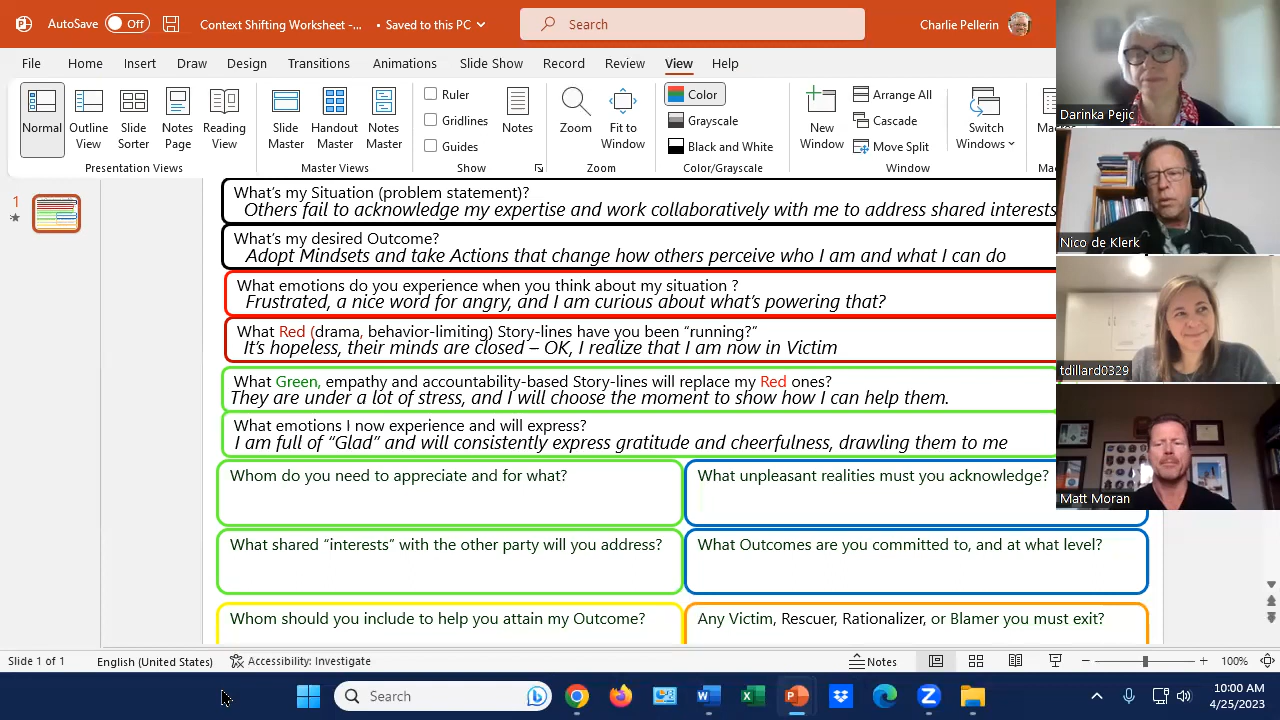 AutoSave Off Context Shifting Worksheet -... • Saved to this PC Search Charlie Pellerin
File Home Insert Draw Design Transitions Animations Slide Show Record Review View Help
Normal
Outline View
Slide Sorter
Notes Page
Reading View
Presentation Views
Slide Master
Handout Master
Notes Master
Master Views
Ruler
Gridlines
Guides
Notes
Show
Zoom
Fit to Window
Zoom
Color
Grayscale
Black and White
Color/Grayscale
New Window
Arrange All
Cascade
Move Split
Window
Switch Windows
1
What's my Situation (problem statement)?
Others fail to acknowledge my expertise and work collaboratively with me to address shared interests
What's my desired Outcome?
Adopt Mindsets and take Actions that change how others perceive who I am and what I can do
What emotions do you experience when you think about my situation ?
Frustrated, a nice word for angry, and I am curious about what's powering that?
What Red (drama, behavior-limiting) Story-lines have you been “running?”
It's hopeless, their minds are closed – OK, I realize that I am now in Victim
What Green, empathy and accountability-based Story-lines will replace my Red ones?
They are under a lot of stress, and I will choose the moment to show how I can help them.
What emotions I now experience and will express?
I am full of “Glad” and will consistently express gratitude and cheerfulness, drawling them to me
Whom do you need to appreciate and for what?
What unpleasant realities must you acknowledge?
What shared “interests” with the other party will you address?
What Outcomes are you committed to, and at what level?
Whom should you include to help you attain my Outcome?
Any Victim, Rescuer, Rationalizer, or Blamer you must exit?
Darinka Pejic
Nico de Klerk
tdillard0329
Matt Moran
Slide 1 of 1 English (United States) Accessibility: Investigate Notes 100%
Search
10:00 AM
4/25/2023